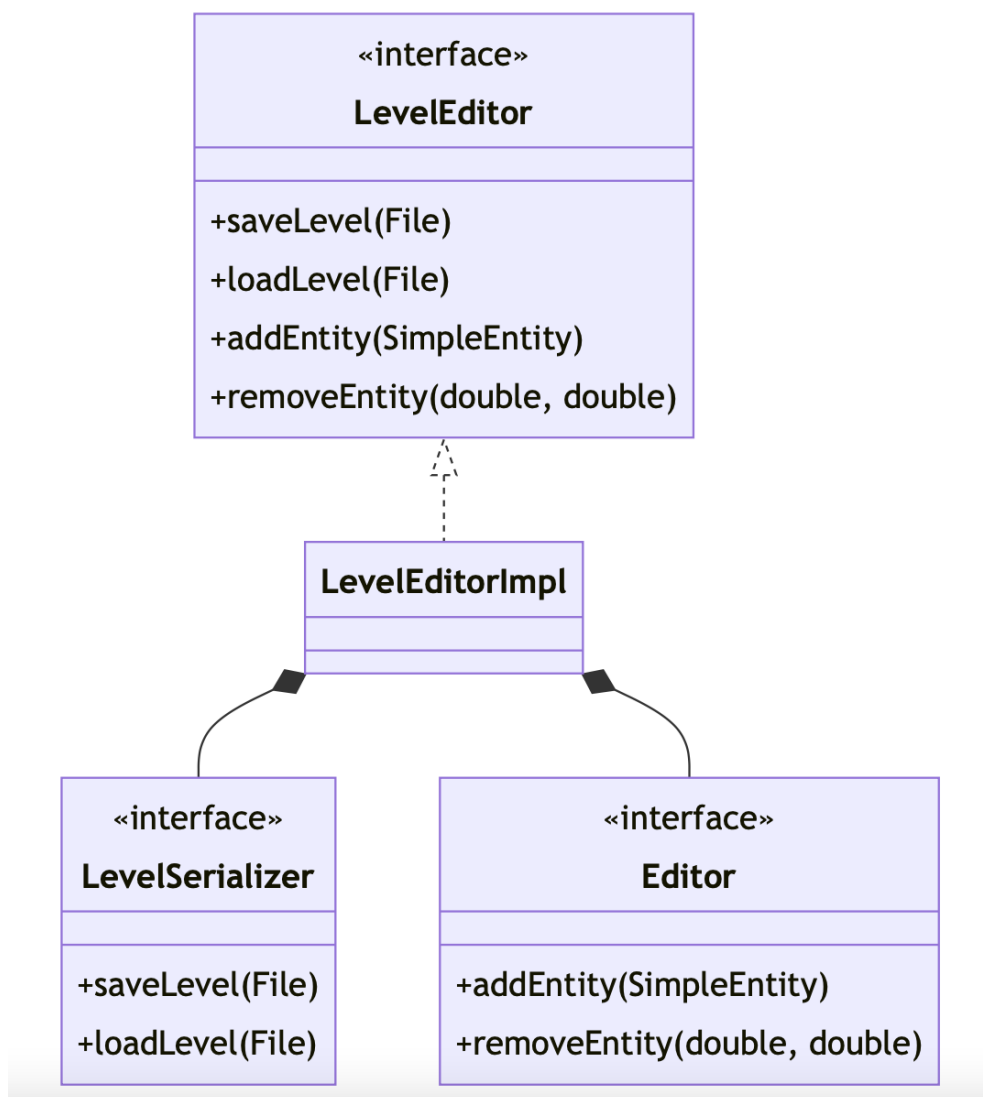 «interface»
LevelEditor
+saveLevel(File)
+loadLevel(File)
+addEntity(SimpleEntity)
+removeEntity(double, double)
LevelEditorImpl
«interface»
LevelSerializer
+saveLevel(File)
+loadLevel(File)
«interface»
Editor
+addEntity(SimpleEntity)
+removeEntity(double, double)